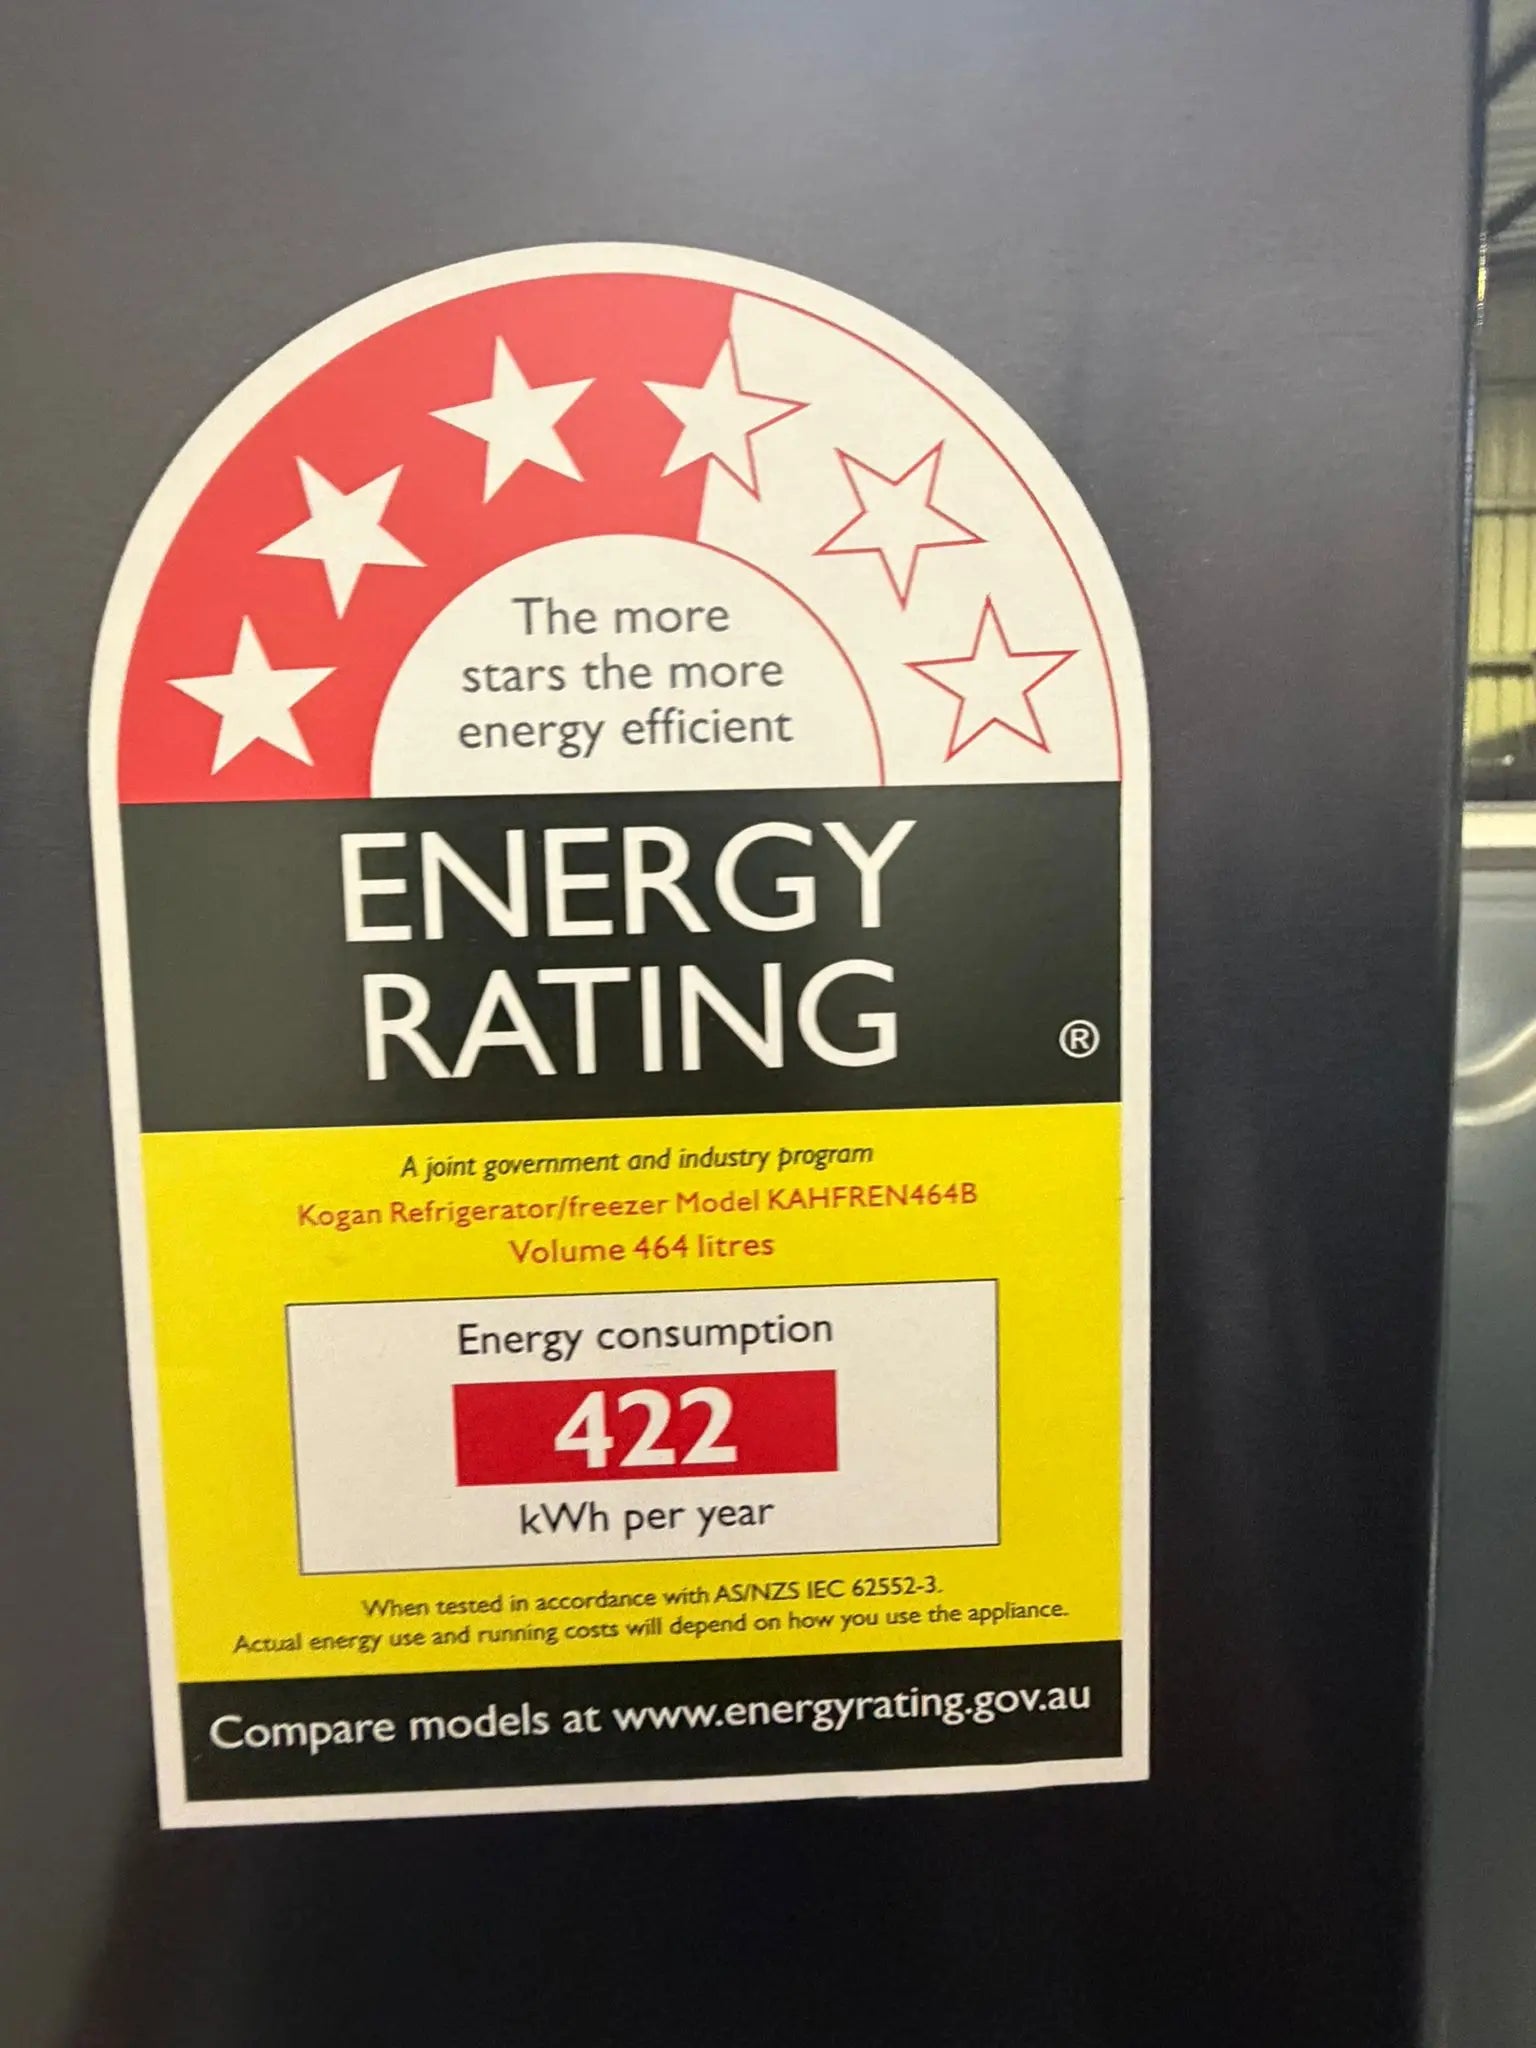 The more
stars the more
energy efficient
ENERGY
RATING
®
A joint government and industry program
Kogan Refrigerator/freezer Model KAHFREN464B
Volume 464 litres
Energy consumption
422
kWh per year
When tested in accordance with AS/NZS IEC 62552-3.
Actual energy use and running costs will depend on how you use the appliance.
Compare models at www.energyrating.gov.au